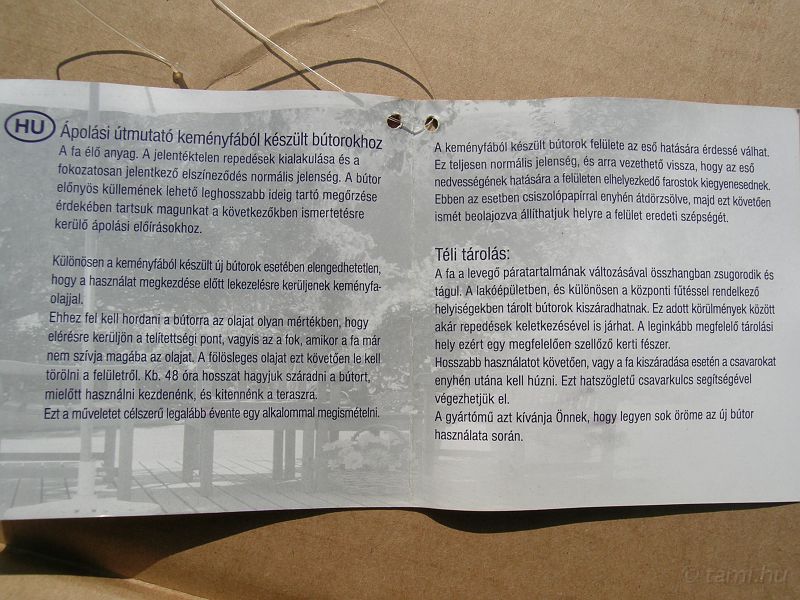 HU
Ápolási útmutató keményfából készült bútorokhoz
A fa élő anyag. A jelentéktelen repedések kialakulása és a
fokozatosan jelentkező elszíneződés normális jelenség. A bútor
előnyös küllemének lehető leghosszabb ideig tartó megőrzése
érdekében tartsuk magunkat a következőkben ismertetésre
kerülő ápolási előírásokhoz.
Különösen a keményfából készült új bútorok esetében elengedhetetlen,
hogy a használat megkezdése előtt lekezelésre kerüljenek keményfa-
olajjal.
Ehhez fel kell hordani a bútorra az olajat olyan mértékben, hogy
elérésre kerüljön a telítettségi pont, vagyis az a fok, amikor a fa már
nem szívja magába az olajat. A fölösleges olajat ezt követően le kell
törölni a felületről. Kb. 48 óra hosszat hagyjuk száradni a bútort,
mielőtt használni kezdenénk, és kitennénk a teraszra.
Ezt a műveletet célszerű legalább évente egy alkalommal megismételni.
A keményfából készült bútorok felülete az eső hatására érdessé válhat.
Ez teljesen normális jelenség, és arra vezethető vissza, hogy az eső
nedvességének hatására a felületen elhelyezkedő farostok kiegyenesednek.
Ebben az esetben csiszolópapírral enyhén átdörzsölve, majd ezt követően
ismét beolajozva állíthatjuk helyre a felület eredeti szépségét.
Téli tárolás:
A fa a levegő páratartalmának változásával összhangban zsugorodik és
tágul. A lakóépületben, és különösen a központi fűtéssel rendelkező
helyiségekben tárolt bútorok kiszáradhatnak. Ez adott körülmények között
akár repedések keletkezésével is járhat. A leginkább megfelelő tárolási
hely ezért egy megfelelően szellőző kerti fészer.
Hosszabb használatot követően, vagy a fa kiszáradása esetén a csavarokat
enyhén utána kell húzni. Ezt hatszögletű csavarkulcs segítségével
végezhetjük el.
A gyártómű azt kívánja Önnek, hogy legyen sok öröme az új bútor
használata során.
© tami.hu